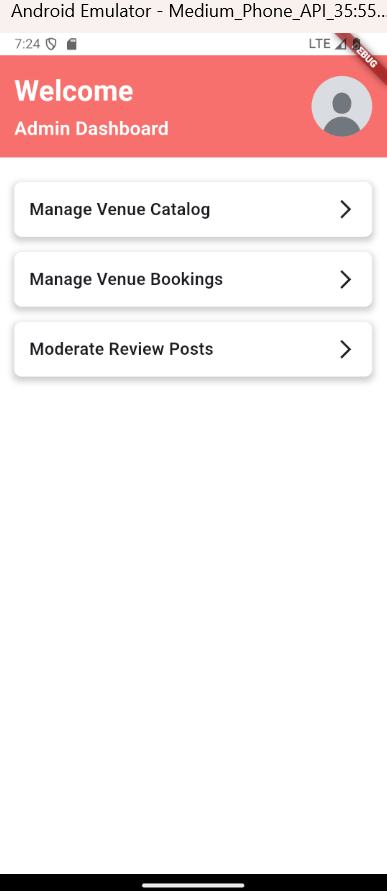 Android Emulator - Medium_Phone_API_35:55...
7:24
LTE
DEBUG
Welcome
Admin Dashboard
Manage Venue Catalog
Manage Venue Bookings
Moderate Review Posts